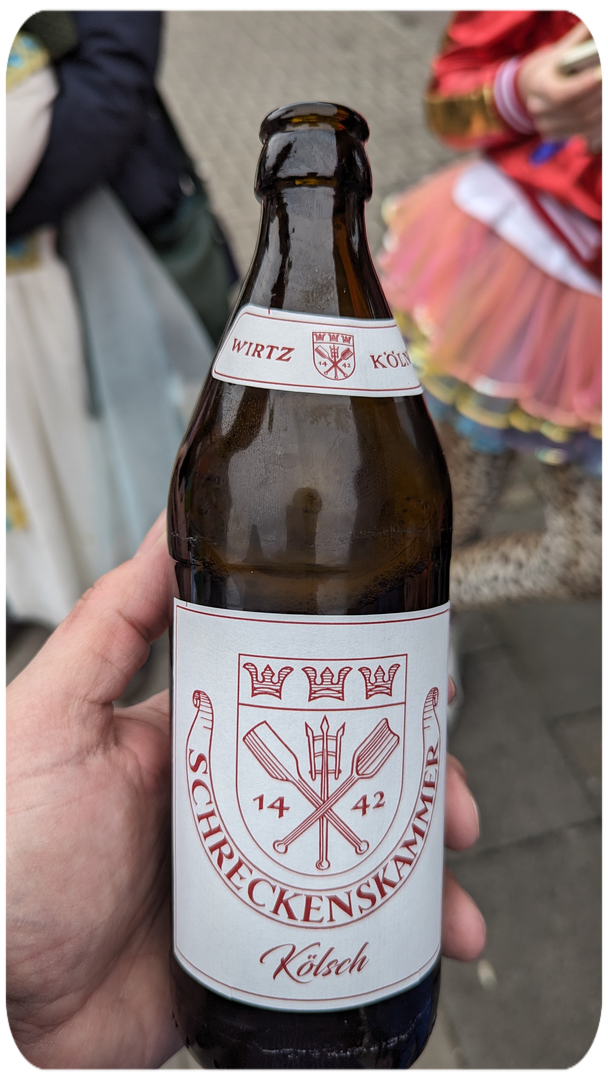 WIRTZ KÖLN
14 42
14 42
SCHRECKENSKAMMER
Kölsch